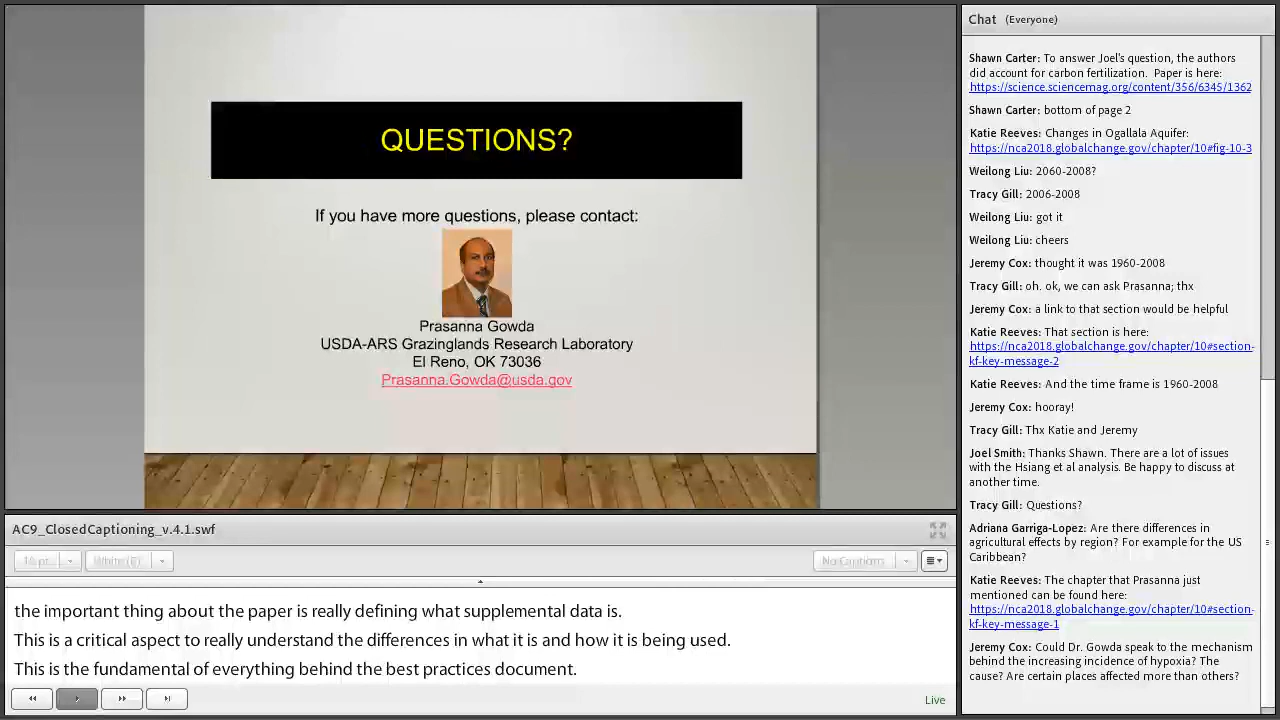 QUESTIONS?
If you have more questions, please contact:
Prasanna Gowda
USDA-ARS Grazinglands Research Laboratory
El Reno, OK 73036
Prasanna.Gowda@usda.gov
AC9_ClosedCaptioning_v.4.1.swf
No Captions
the important thing about the paper is really defining what supplemental data is.
This is a critical aspect to really understand the differences in what it is and how it is being used.
This is the fundamental of everything behind the best practices document.
Live
Chat (Everyone)
Shawn Carter: To answer Joel's question, the authors
did account for carbon fertilization. Paper is here:
https://science.sciencemag.org/content/356/6345/1362
Shawn Carter: bottom of page 2
Katie Reeves: Changes in Ogallala Aquifer:
https://nca2018.globalchange.gov/chapter/10#fig-10-3
Weilong Liu: 2060-2008?
Tracy Gill: 2006-2008
Weilong Liu: got it
Weilong Liu: cheers
Jeremy Cox: thought it was 1960-2008
Tracy Gill: oh. ok, we can ask Prasanna; thx
Jeremy Cox: a link to that section would be helpful
Katie Reeves: That section is here:
https://nca2018.globalchange.gov/chapter/10#section-
kf-key-message-2
Katie Reeves: And the time frame is 1960-2008
Jeremy Cox: hooray!
Tracy Gill: Thx Katie and Jeremy
Joel Smith: Thanks Shawn. There are a lot of issues
with the Hsiang et al analysis. Be happy to discuss at
another time.
Tracy Gill: Questions?
Adriana Garriga-Lopez: Are there differences in
agricultural effects by region? For example for the US
Caribbean?
Katie Reeves: The chapter that Prasanna just
mentioned can be found here:
https://nca2018.globalchange.gov/chapter/10#section-
kf-key-message-1
Jeremy Cox: Could Dr. Gowda speak to the mechanism
behind the increasing incidence of hypoxia? The
cause? Are certain places affected more than others?